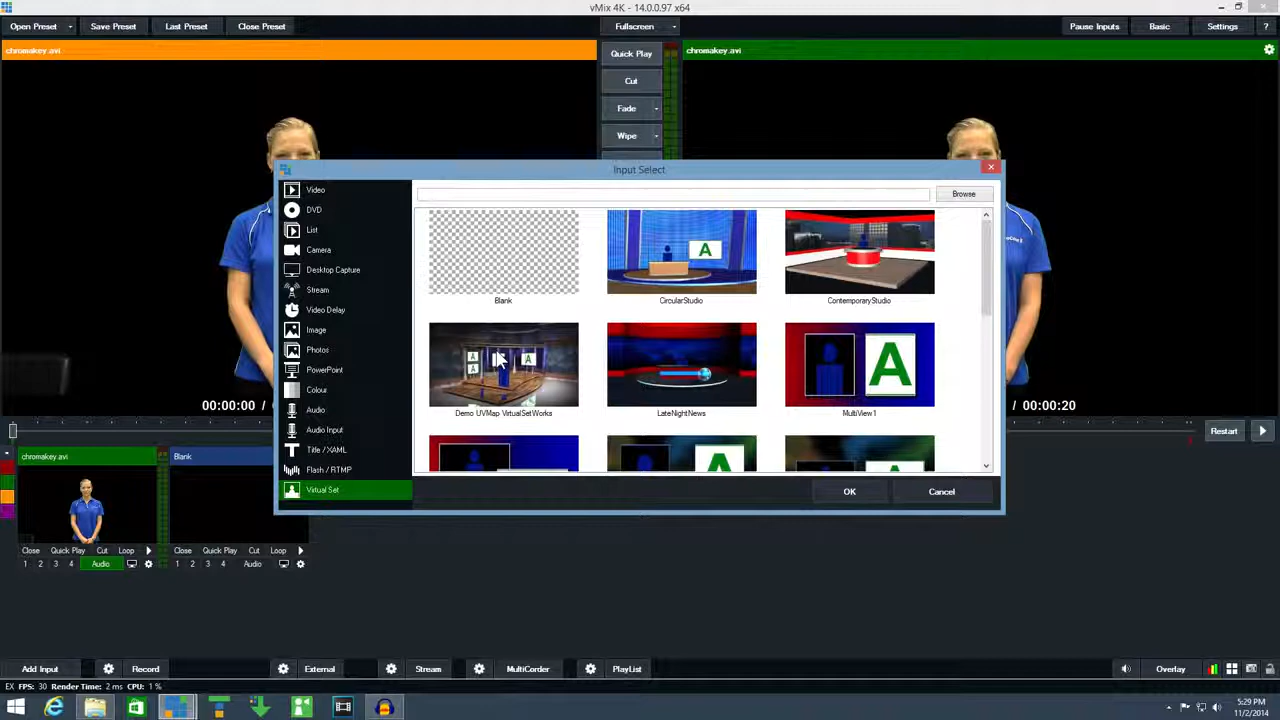 vMix 4K - 14.0.0.97 x64
Open Preset
Save Preset
Last Preset
Close Preset
Fullscreen
Pause Inputs
Basic
Settings
?
chromakey.avi
Quick Play
chromakey.avi
Cut
Fade
Wipe
Input Select
Video
DVD
List
Camera
Desktop Capture
Stream
Video Delay
Image
Photos
PowerPoint
Colour
Audio
Audio Input
Title / XAML
Flash / RTMP
Virtual Set
Browse
A
Blank
CircularStudio
ContemporaryStudio
A
A
A
A
Demo UVMap VirtualSetWorks
LateNightNews
MultiView1
OK
Cancel
00:00:00 /
00:00:20
Restart
chromakey.avi
Blank
Close
Quick Play
Cut
Loop
Close
Quick Play
Cut
Loop
1 2 3 4
Audio
1 2 3 4
Audio
Add Input
Record
External
Stream
MultiCorder
PlayList
Overlay
EX FPS: 30 Render Time: 2 ms CPU: 1 %
5:29 PM
11/2/2014